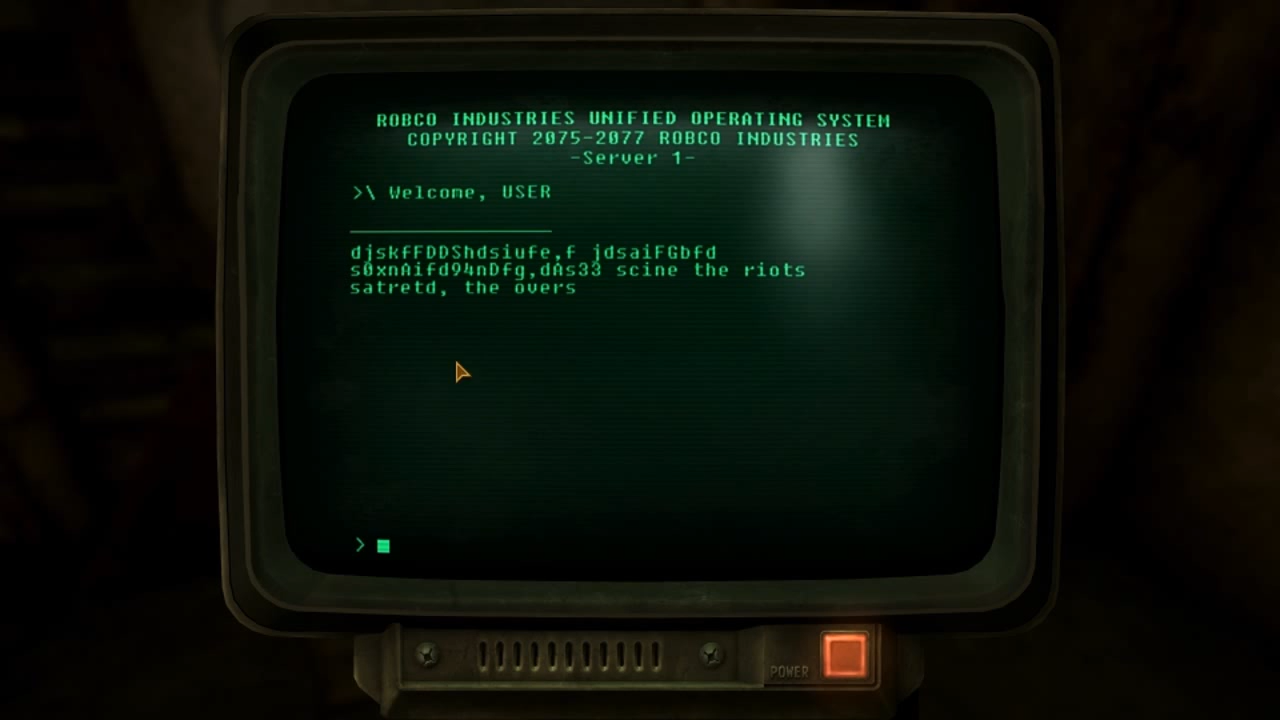 ROBCO INDUSTRIES UNIFIED OPERATING SYSTEM
COPYRIGHT 2075-2077 ROBCO INDUSTRIES
-Server 1-
>\ Welcome, USER
djskfFDDShdsiufe,f jdsaiFGbfd
s0xnAifd94nDfg,dAs33 scine the riots
satretd, the overs
>
POWER